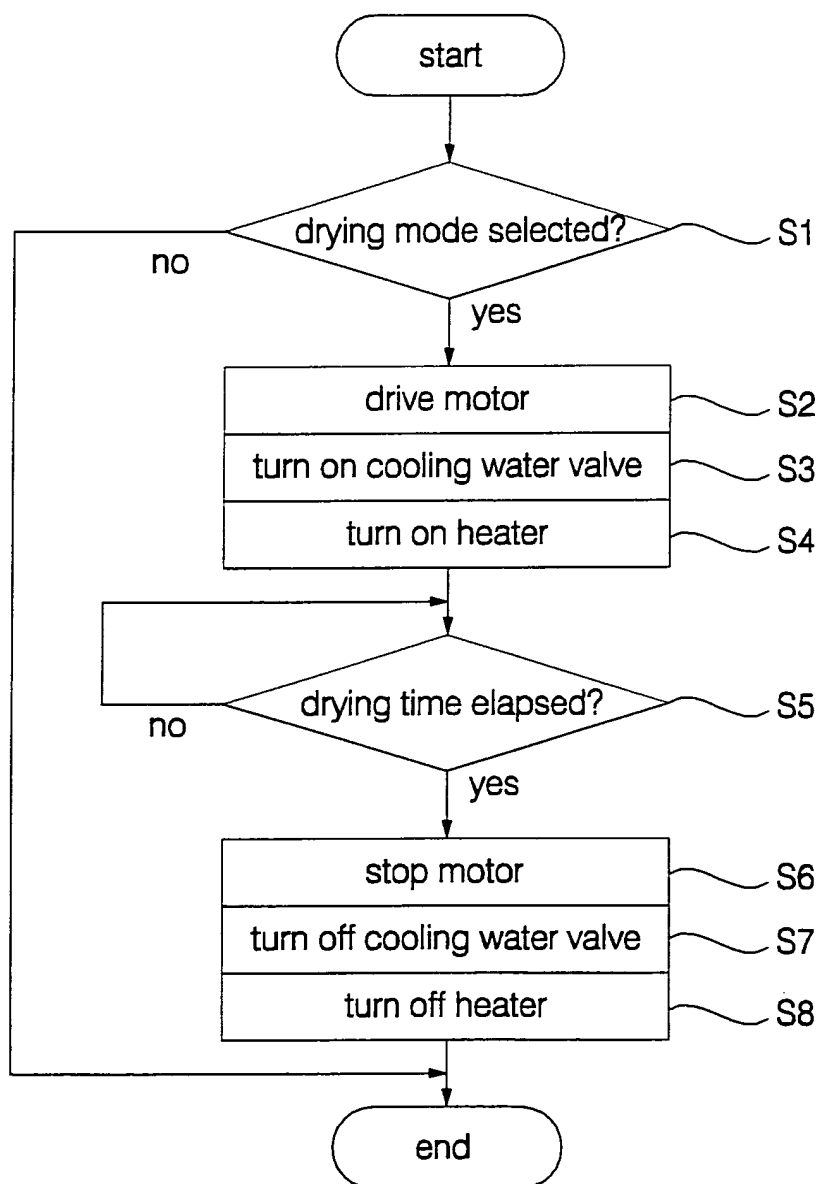 start
drying mode selected?
S1
no
yes
drive motor
S2
turn on cooling water valve
S3
turn on heater
S4
drying time elapsed?
S5
no
yes
stop motor
S6
turn off cooling water valve
S7
turn off heater
S8
end